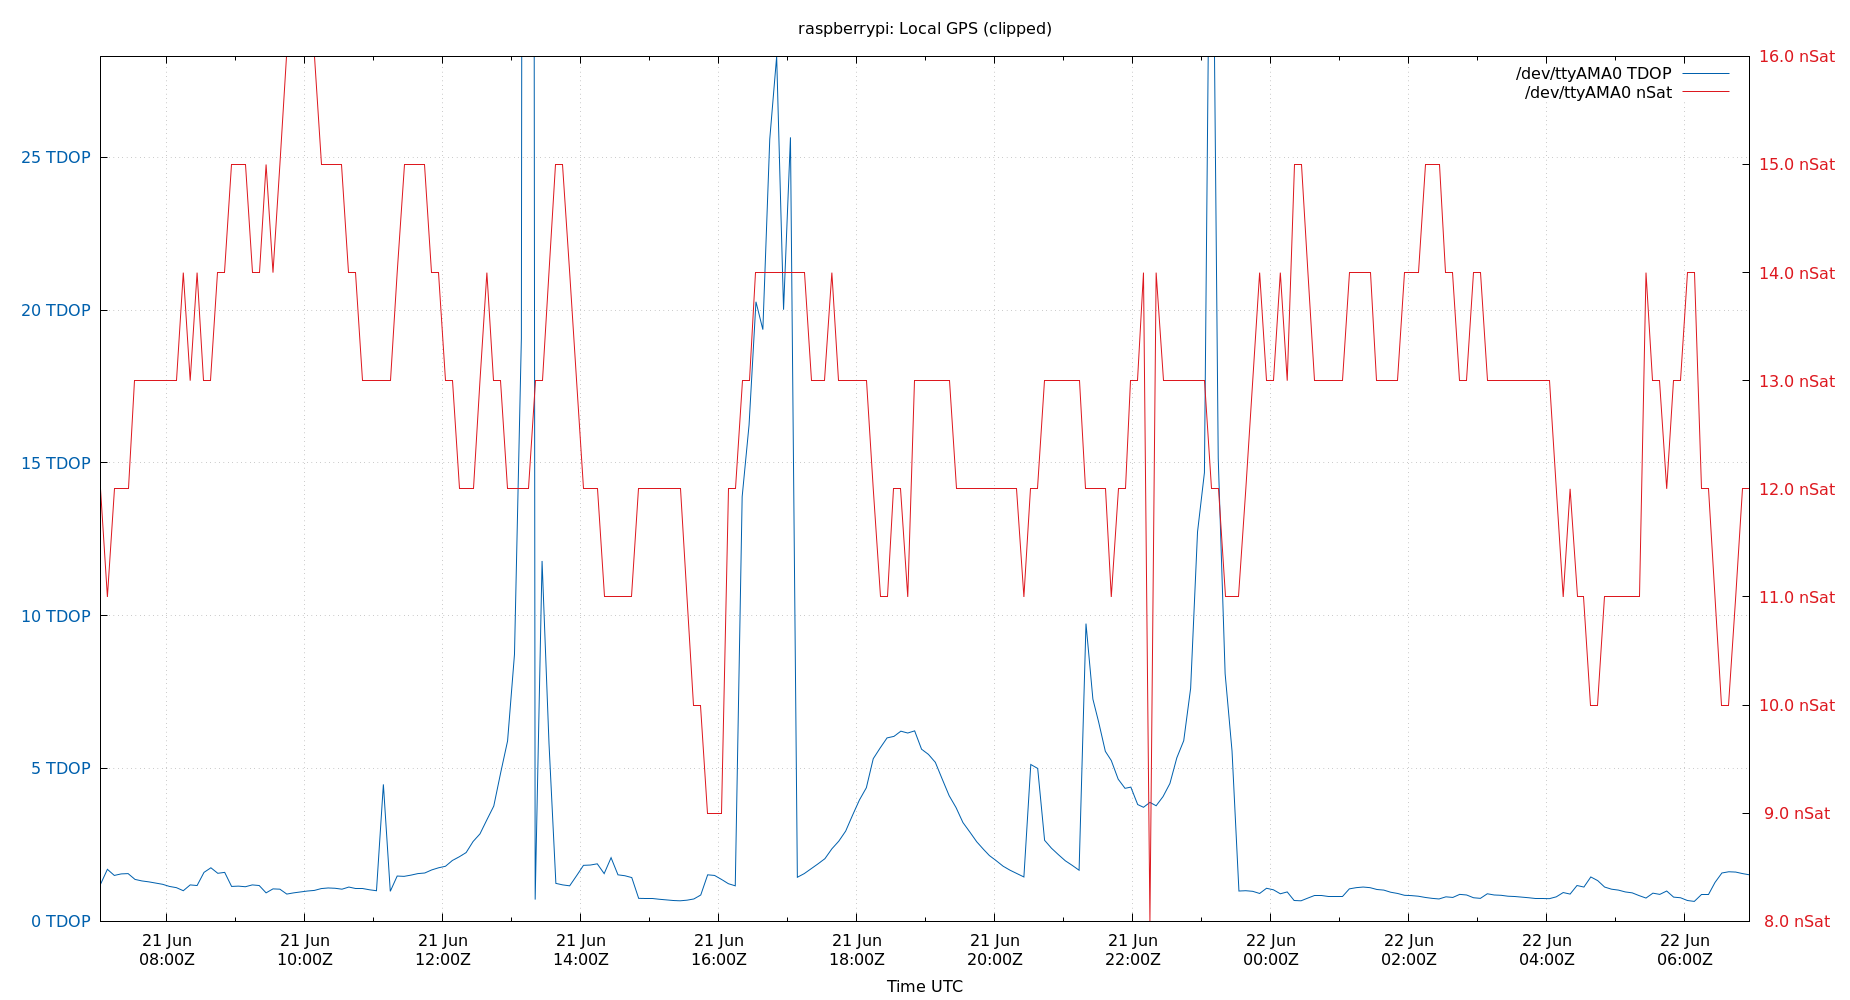 raspberrypi: Local GPS (clipped)
/dev/ttyAMA0 TDOP
/dev/ttyAMA0 nSat
25 TDOP
20 TDOP
15 TDOP
10 TDOP
5 TDOP
0 TDOP
16.0 nSat
15.0 nSat
14.0 nSat
13.0 nSat
12.0 nSat
11.0 nSat
10.0 nSat
9.0 nSat
8.0 nSat
21 Jun 21 Jun 21 Jun 21 Jun 21 Jun 21 Jun 21 Jun 21 Jun 22 Jun 22 Jun 22 Jun 22 Jun
08:00Z 10:00Z 12:00Z 14:00Z 16:00Z 18:00Z 20:00Z 22:00Z 00:00Z 02:00Z 04:00Z 06:00Z
Time UTC